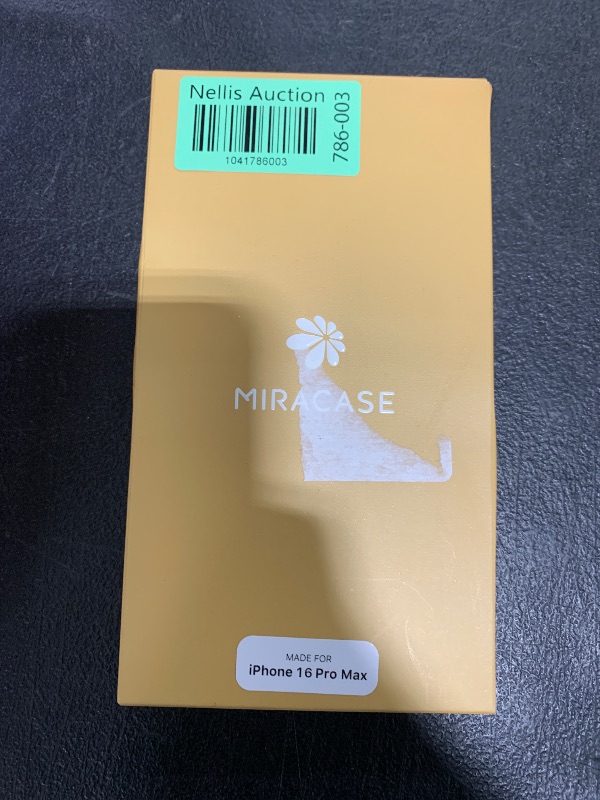 Nellis Auction
1041786003
786-003
MIRACASE
MADE FOR
iPhone 16 Pro Max